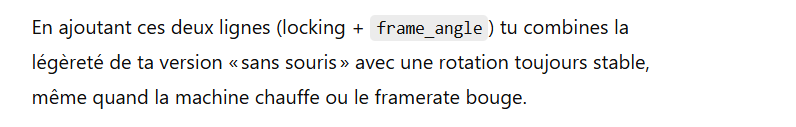 En ajoutant ces deux lignes (locking + frame_angle) tu combines la
légèreté de ta version « sans souris » avec une rotation toujours stable,
même quand la machine chauffe ou le framerate bouge.